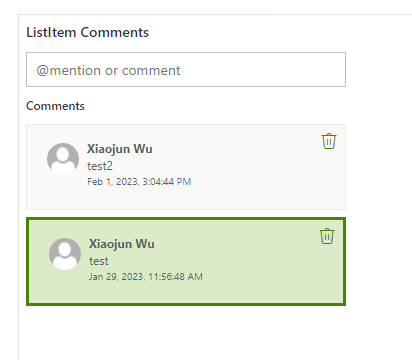 ListItem Comments
@mention or comment
Comments
Xiaojun Wu
test2
Feb 1, 2023, 3:04:44 PM
Xiaojun Wu
test
Jan 29, 2023, 11:56:48 AM